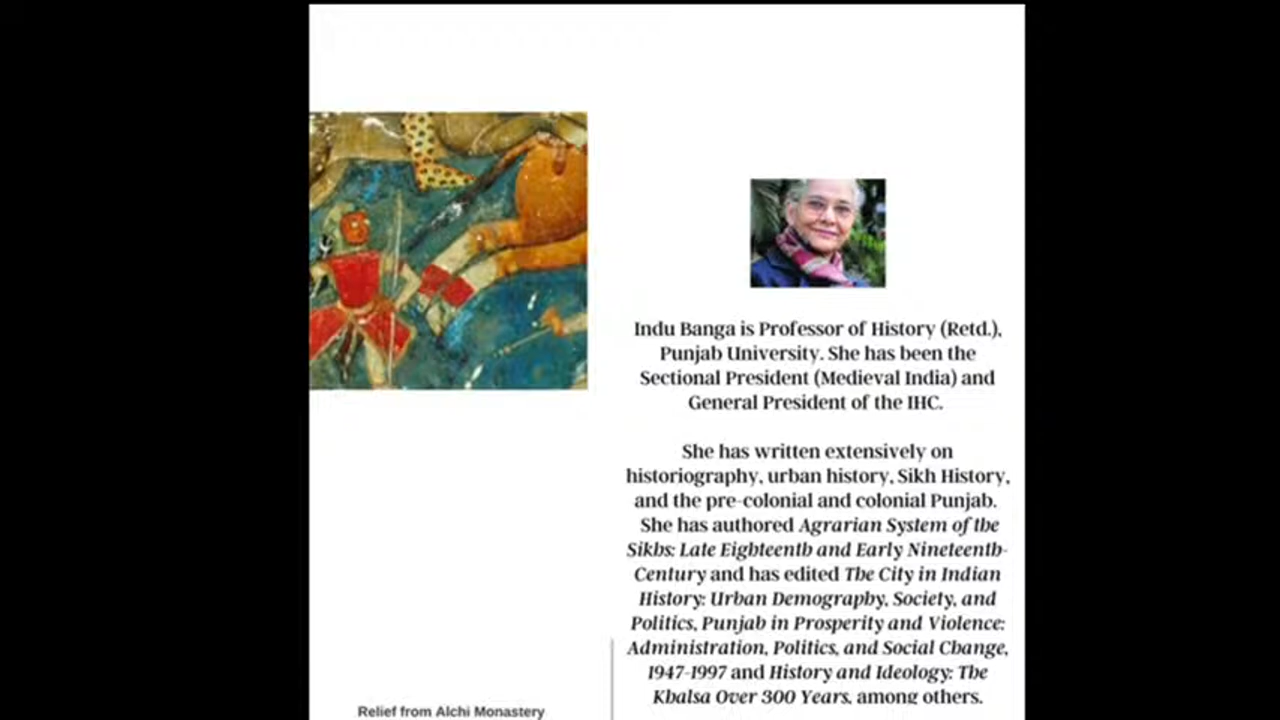 Indu Banga is Professor of History (Retd.),
Punjab University. She has been the
Sectional President (Medieval India) and
General President of the IHC.
She has written extensively on
historiography, urban history, Sikh History,
and the pre-colonial and colonial Punjab.
She has authored Agrarian System of the
Sikhs: Late Eighteenth and Early Nineteenth-
Century and has edited The City in Indian
History: Urban Demography, Society, and
Politics, Punjab in Prosperity and Violence:
Administration, Politics, and Social Change,
1947-1997 and History and Ideology: The
Khalsa Over 300 Years, among others.
Relief from Alchi Monastery